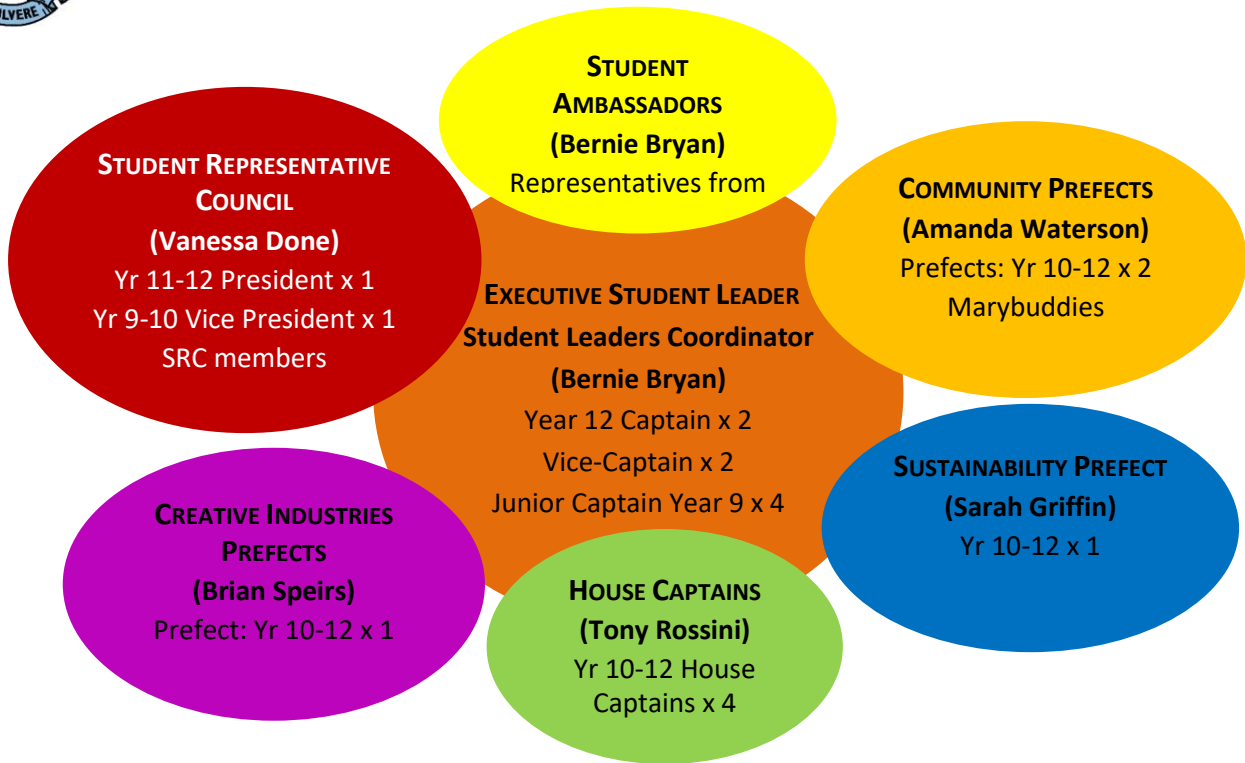 ULVERE
STUDENT
AMBASSADORS
(Bernie Bryan)
Representatives from
STUDENT REPRESENTATIVE
COUNCIL
(Vanessa Done)
Yr 11-12 President x 1
Yr 9-10 Vice President x 1
SRC members
COMMUNITY PREFECTS
(Amanda Waterson)
Prefects: Yr 10-12 x 2
Marybuddies
EXECUTIVE STUDENT LEADER
Student Leaders Coordinator
(Bernie Bryan)
Year 12 Captain x 2
Vice-Captain x 2
Junior Captain Year 9 x 4
CREATIVE INDUSTRIES
PREFECTS
(Brian Speirs)
Prefect: Yr 10-12 x 1
SUSTAINABILITY PREFECT
(Sarah Griffin)
Yr 10-12 x 1
HOUSE CAPTAINS
(Tony Rossini)
Yr 10-12 House
Captains x 4